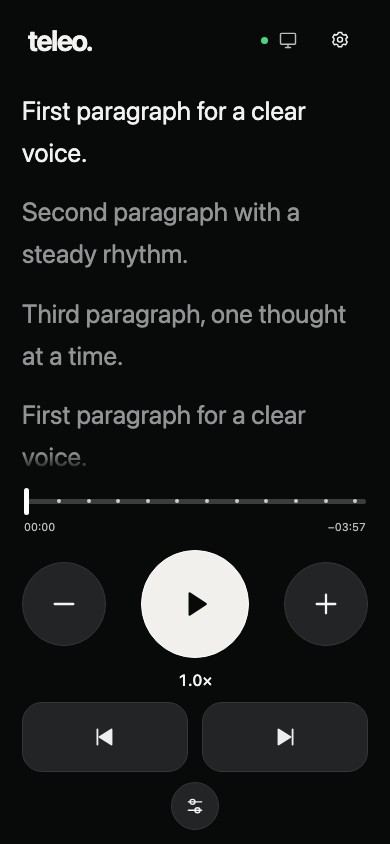 teleo.
First paragraph for a clear
voice.
Second paragraph with a
steady rhythm.
Third paragraph, one thought
at a time.
First paragraph for a clear
voice.
00:00
−03:57
1.0×